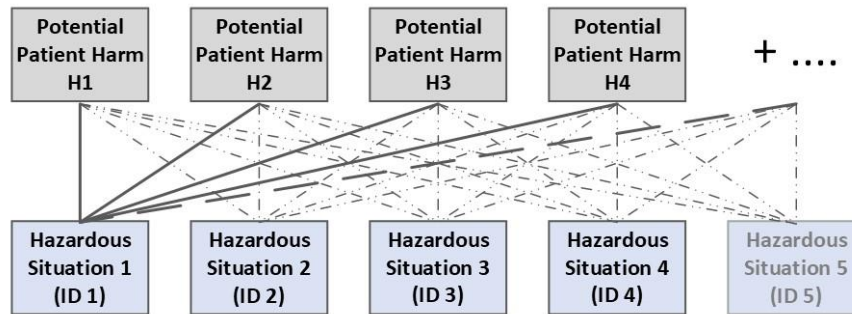 Potential
Patient Harm
H1
Potential
Patient Harm
H2
Potential
Patient Harm
H3
Potential
Patient Harm
H4
+ ....
Hazardous
Situation 1
(ID 1)
Hazardous
Situation 2
(ID 2)
Hazardous
Situation 3
(ID 3)
Hazardous
Situation 4
(ID 4)
Hazardous
Situation 5
(ID 5)